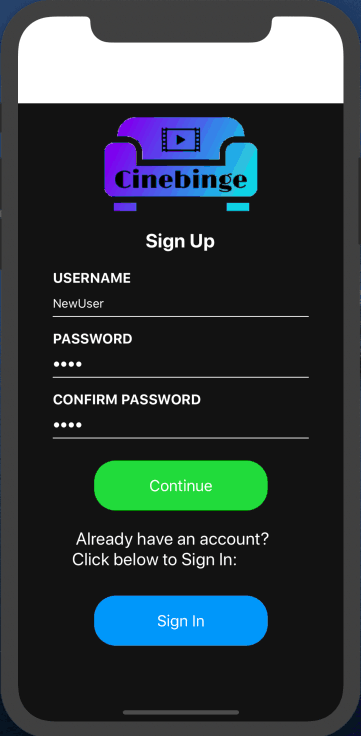 Cinebinge
Sign Up
USERNAME
NewUser
PASSWORD
••••
CONFIRM PASSWORD
••••
Continue
Already have an account?
Click below to Sign In:
Sign In